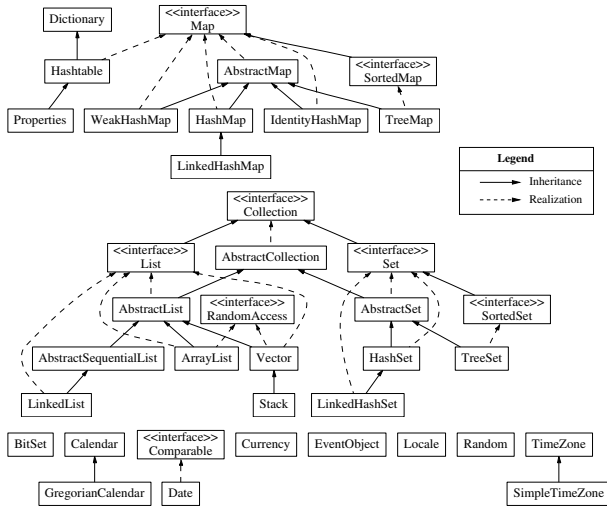 Dictionary
<<interface>>
Map
Hashtable
AbstractMap
<<interface>>
SortedMap
Properties
WeakHashMap
HashMap
IdentityHashMap
TreeMap
LinkedHashMap
Legend
Inheritance
Realization
<<interface>>
Collection
<<interface>>
List
AbstractCollection
<<interface>>
Set
AbstractList
<<interface>>
RandomAccess
AbstractSet
<<interface>>
SortedSet
AbstractSequentialList
ArrayList
Vector
HashSet
TreeSet
LinkedList
Stack
LinkedHashSet
BitSet
Calendar
<<interface>>
Comparable
Currency
EventObject
Locale
Random
TimeZone
GregorianCalendar
Date
SimpleTimeZone